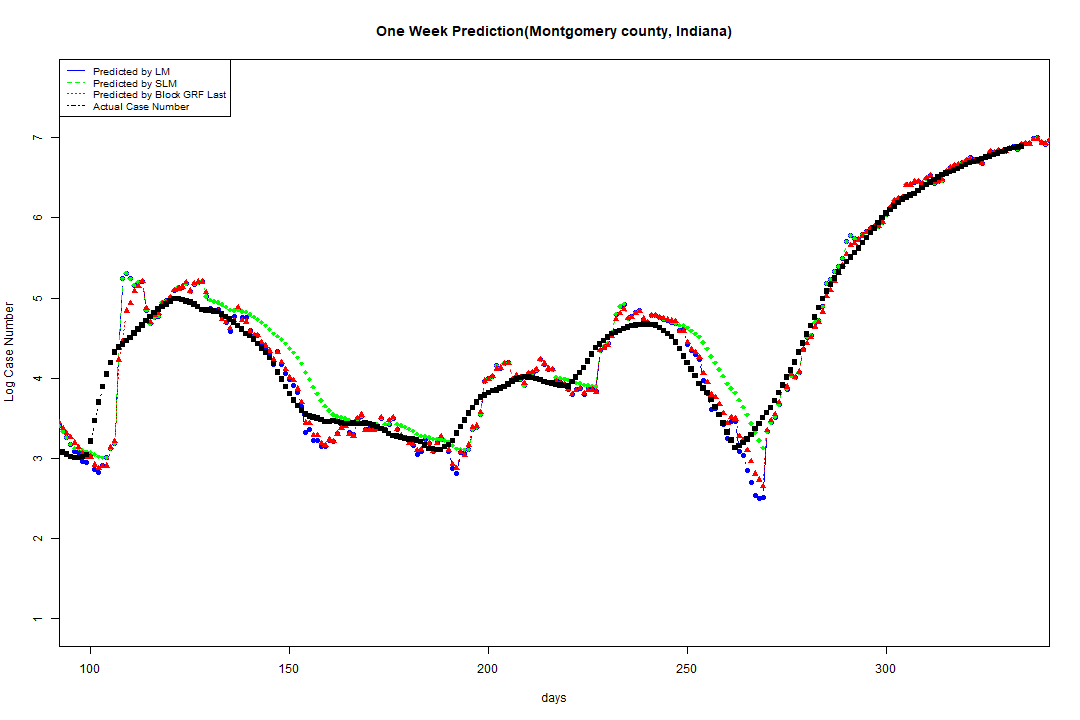 One Week Prediction(Montgomery county, Indiana)
Predicted by LM
Predicted by SLM
Predicted by Block GRF Last
Actual Case Number
7
6
5
4
3
2
1
Log Case Number
100 150 200 250 300
days